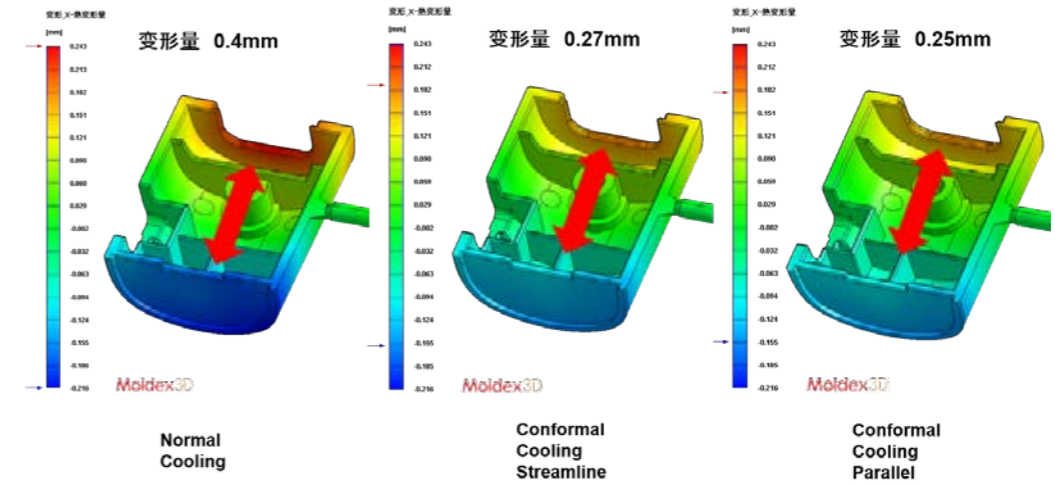 变形_X-热变形量
[mm]
变形量 0.4mm
0.243
0.213
0.182
0.151
0.121
0.090
0.060
0.029
-0.002
-0.032
-0.063
-0.094
-0.124
-0.155
-0.186
-0.216
Moldex3D
Normal
Cooling
变形_X-热变形量
[mm]
变形量 0.27mm
0.243
0.212
0.182
0.151
0.121
0.090
0.059
0.029
-0.002
-0.032
-0.063
-0.094
-0.124
-0.155
-0.185
-0.216
Moldex3D
Conformal
Cooling
Streamline
变形_X-热变形量
[mm]
变形量 0.25mm
0.243
0.212
0.182
0.151
0.121
0.090
0.059
0.029
-0.002
-0.032
-0.063
-0.094
-0.124
-0.155
-0.185
-0.216
Moldex3D
Conformal
Cooling
Parallel